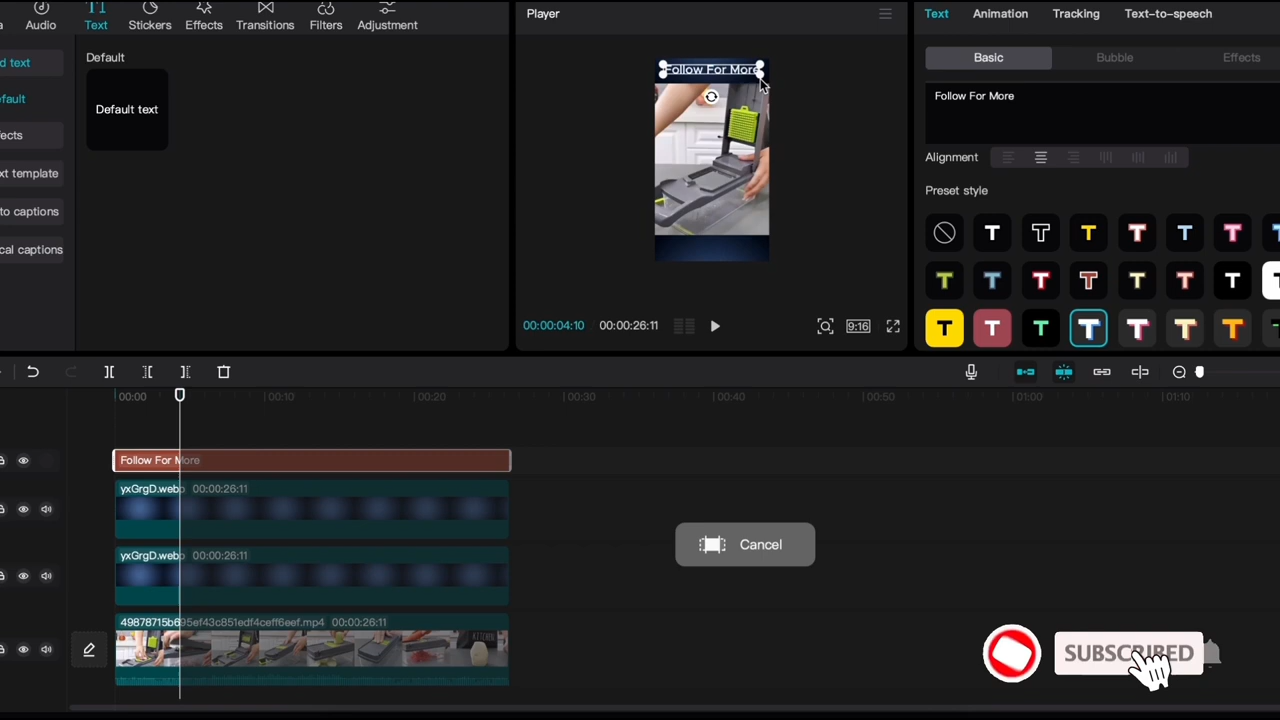 Audio
Text
Stickers
Effects
Transitions
Filters
Adjustment
Player
Text
Animation
Tracking
Text-to-speech
d text
efault
ects
xt template
to captions
cal captions
Default
Default text
Follow For More
Basic
Bubble
Effects
Follow For More
Alignment
Preset style
00:00:04:10
00:00:26:11
9:16
00:00
00:10
00:20
00:30
00:40
00:50
01:00
01:10
Follow For More
yxGrgD.webp 00:00:26:11
yxGrgD.webp 00:00:26:11
49878715b695ef43c851edf4ceff6eef.mp4 00:00:26:11
Cancel
SUBSCRIBED